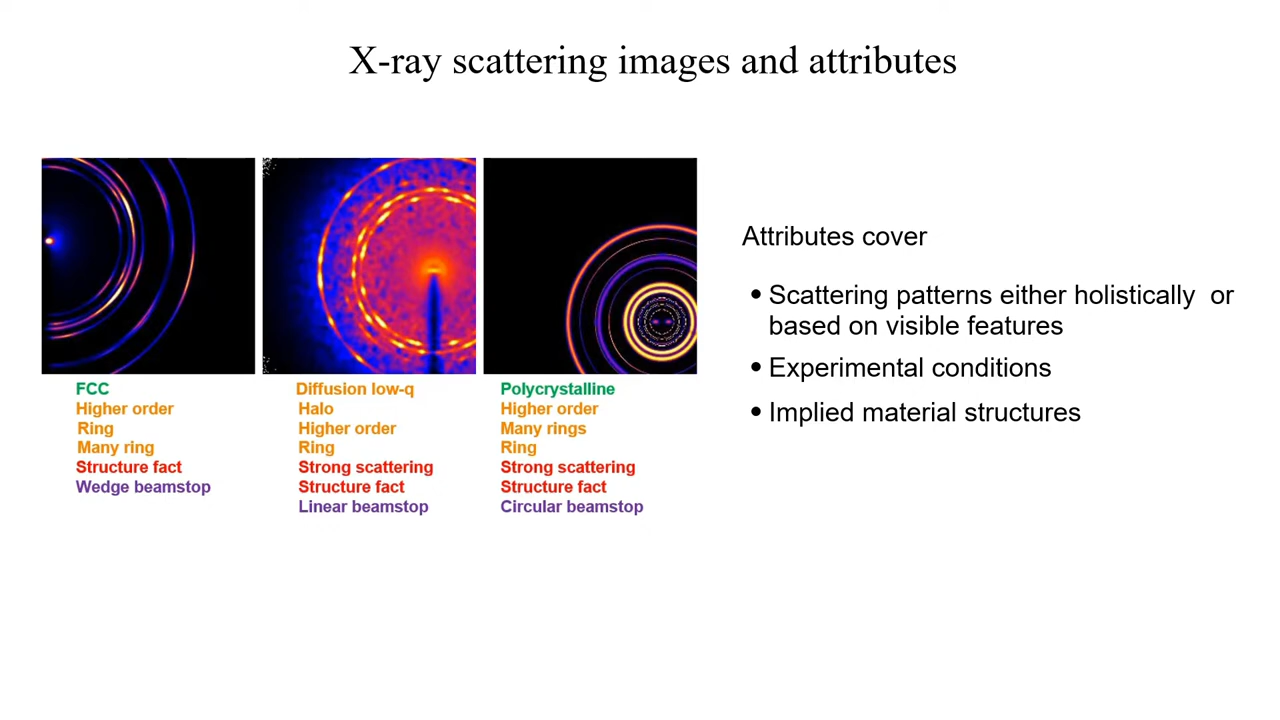 X-ray scattering images and attributes
FCC
Higher order
Ring
Many ring
Structure fact
Wedge beamstop
Diffusion low-q
Halo
Higher order
Ring
Strong scattering
Structure fact
Linear beamstop
Polycrystalline
Higher order
Many rings
Ring
Strong scattering
Structure fact
Circular beamstop
Attributes cover
• Scattering patterns either holistically or
based on visible features
• Experimental conditions
• Implied material structures